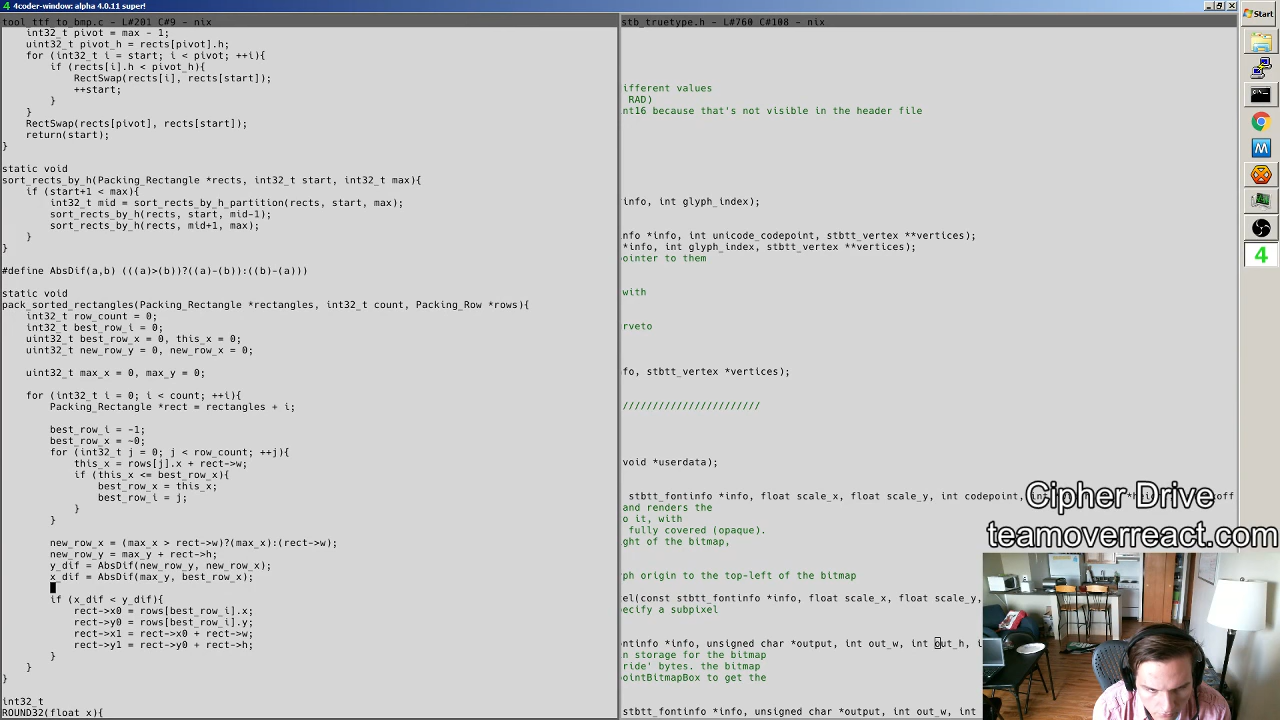 4coder-window: alpha 4.0.11 super!
Start
tool_ttf_to_bmp.c - L#201 C#9 - nix
int32_t pivot = max - 1;
uint32_t pivot_h = rects[pivot].h;
for (int32_t i = start; i < pivot; ++i){
if (rects[i].h < pivot_h){
RectSwap(rects[i], rects[start]);
++start;
}
}
RectSwap(rects[pivot], rects[start]);
return(start);
}
static void
sort_rects_by_h(Packing_Rectangle *rects, int32_t start, int32_t max){
if (start+1 < max){
int32_t mid = sort_rects_by_h_partition(rects, start, max);
sort_rects_by_h(rects, start, mid-1);
sort_rects_by_h(rects, mid+1, max);
}
}
#define AbsDif(a,b) (((a)>(b))?((a)-(b)):((b)-(a)))
static void
pack_sorted_rectangles(Packing_Rectangle *rectangles, int32_t count, Packing_Row *rows){
int32_t row_count = 0;
int32_t best_row_i = 0;
uint32_t best_row_x = 0, this_x = 0;
uint32_t new_row_y = 0, new_row_x = 0;
uint32_t max_x = 0, max_y = 0;
for (int32_t i = 0; i < count; ++i){
Packing_Rectangle *rect = rectangles + i;
best_row_i = -1;
best_row_x = ~0;
for (int32_t j = 0; j < row_count; ++j){
this_x = rows[j].x + rect->w;
if (this_x <= best_row_x){
best_row_x = this_x;
best_row_i = j;
}
}
new_row_x = (max_x > rect->w)?(max_x):(rect->w);
new_row_y = max_y + rect->h;
y_dif = AbsDif(new_row_y, new_row_x);
x_dif = AbsDif(max_y, best_row_x);
if (x_dif < y_dif){
rect->x0 = rows[best_row_i].x;
rect->y0 = rows[best_row_i].y;
rect->x1 = rect->x0 + rect->w;
rect->y1 = rect->y0 + rect->h;
}
}
}
int32_t
ROUND32(float x){
stb_truetype.h - L#760 C#108 - nix
ifferent values
RAD)
nt16 because that's not visible in the header file
info, int glyph_index);
nfo *info, int unicode_codepoint, stbtt_vertex **vertices);
*info, int glyph_index, stbtt_vertex **vertices);
pointer to them
with
rveto
nfo, stbtt_vertex *vertices);
///////////////////////
void *userdata);
stbtt_fontinfo *info, float scale_x, float scale_y, int codepoint, int
off
and renders the
o it, with
fully covered (opaque).
ght of the bitmap,
ph origin to the top-left of the bitmap
el(const stbtt_fontinfo *info, float scale_x, float scale_y,
ecify a subpixel
ontinfo *info, unsigned char *output, int out_w, int out_h, i
n storage for the bitmap
ride' bytes. the bitmap
pointBitmapBox to get the
stbtt_fontinfo *info, unsigned char *output, int out_w, int
Cipher Drive
teamoverreact.com